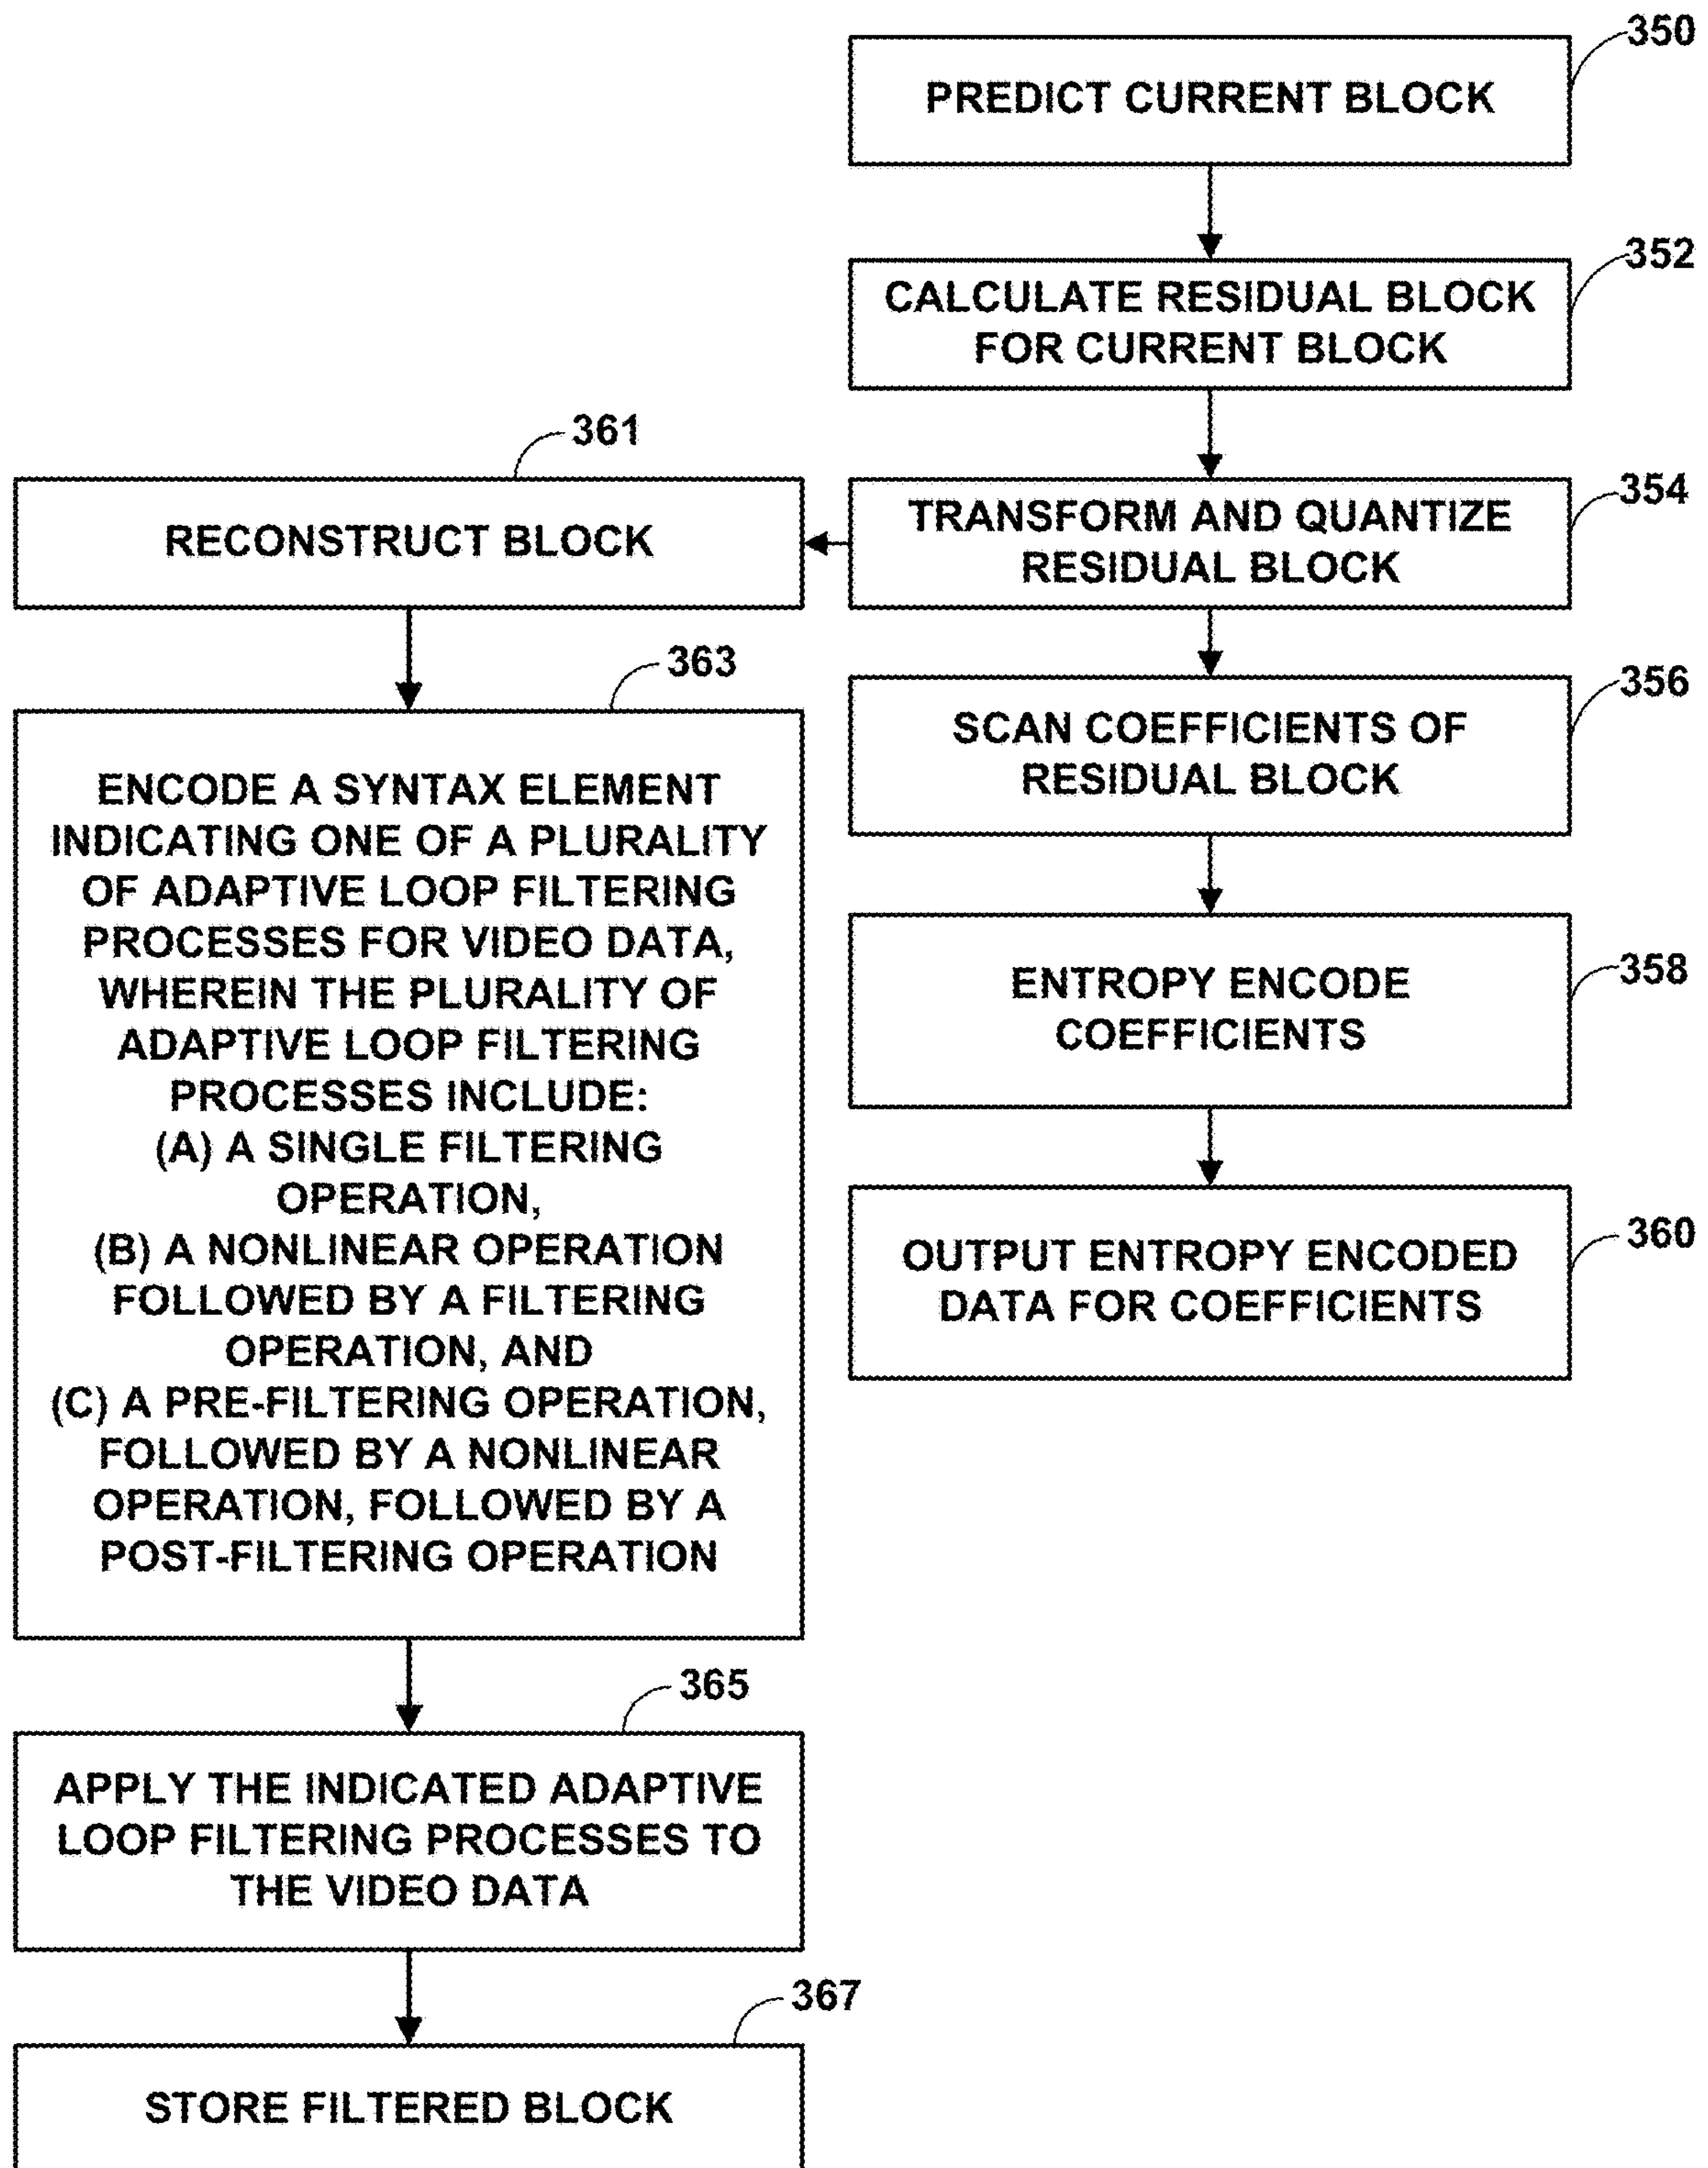 350
PREDICT CURRENT BLOCK
352
CALCULATE RESIDUAL BLOCK
FOR CURRENT BLOCK
354
TRANSFORM AND QUANTIZE
RESIDUAL BLOCK
356
SCAN COEFFICIENTS OF
RESIDUAL BLOCK
358
ENTROPY ENCODE
COEFFICIENTS
360
OUTPUT ENTROPY ENCODED
DATA FOR COEFFICIENTS
361
RECONSTRUCT BLOCK
363
ENCODE A SYNTAX ELEMENT
INDICATING ONE OF A PLURALITY
OF ADAPTIVE LOOP FILTERING
PROCESSES FOR VIDEO DATA,
WHEREIN THE PLURALITY OF
ADAPTIVE LOOP FILTERING
PROCESSES INCLUDE:
(A) A SINGLE FILTERING
OPERATION,
(B) A NONLINEAR OPERATION
FOLLOWED BY A FILTERING
OPERATION, AND
(C) A PRE-FILTERING OPERATION,
FOLLOWED BY A NONLINEAR
OPERATION, FOLLOWED BY A
POST-FILTERING OPERATION
365
APPLY THE INDICATED ADAPTIVE
LOOP FILTERING PROCESSES TO
THE VIDEO DATA
367
STORE FILTERED BLOCK